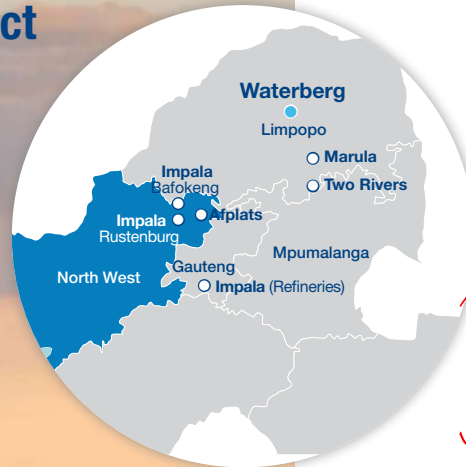 ct
Waterberg
Limpopo
Marula
Two Rivers
Impala
Bafokeng
Afplats
Impala
Rustenburg
North West
Gauteng
Mpumalanga
Impala (Refineries)